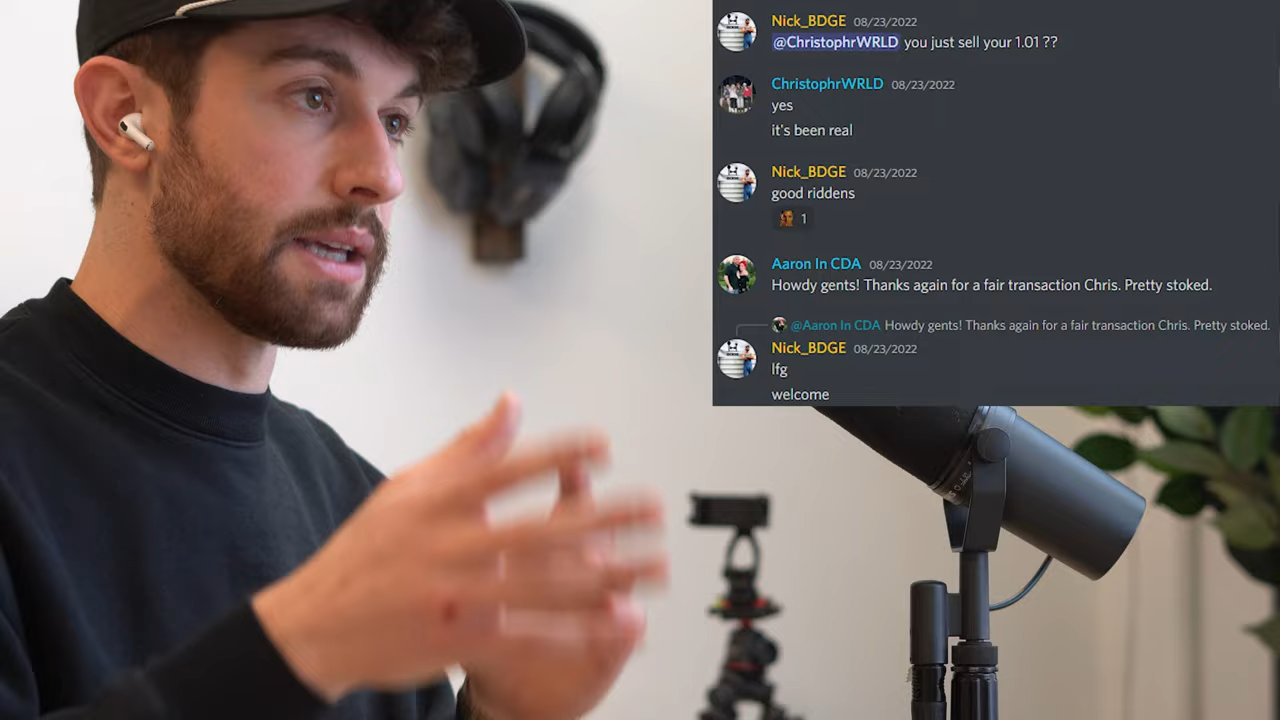 Nick_BDGE 08/23/2022
@ChristophrWRLD you just sell your 1.01 ??
ChristophrWRLD 08/23/2022
yes
it's been real
Nick_BDGE 08/23/2022
good riddens
1
Aaron In CDA 08/23/2022
Howdy gents! Thanks again for a fair transaction Chris. Pretty stoked.
@Aaron In CDA Howdy gents! Thanks again for a fair transaction Chris. Pretty stoked.
Nick_BDGE 08/23/2022
lfg
welcome